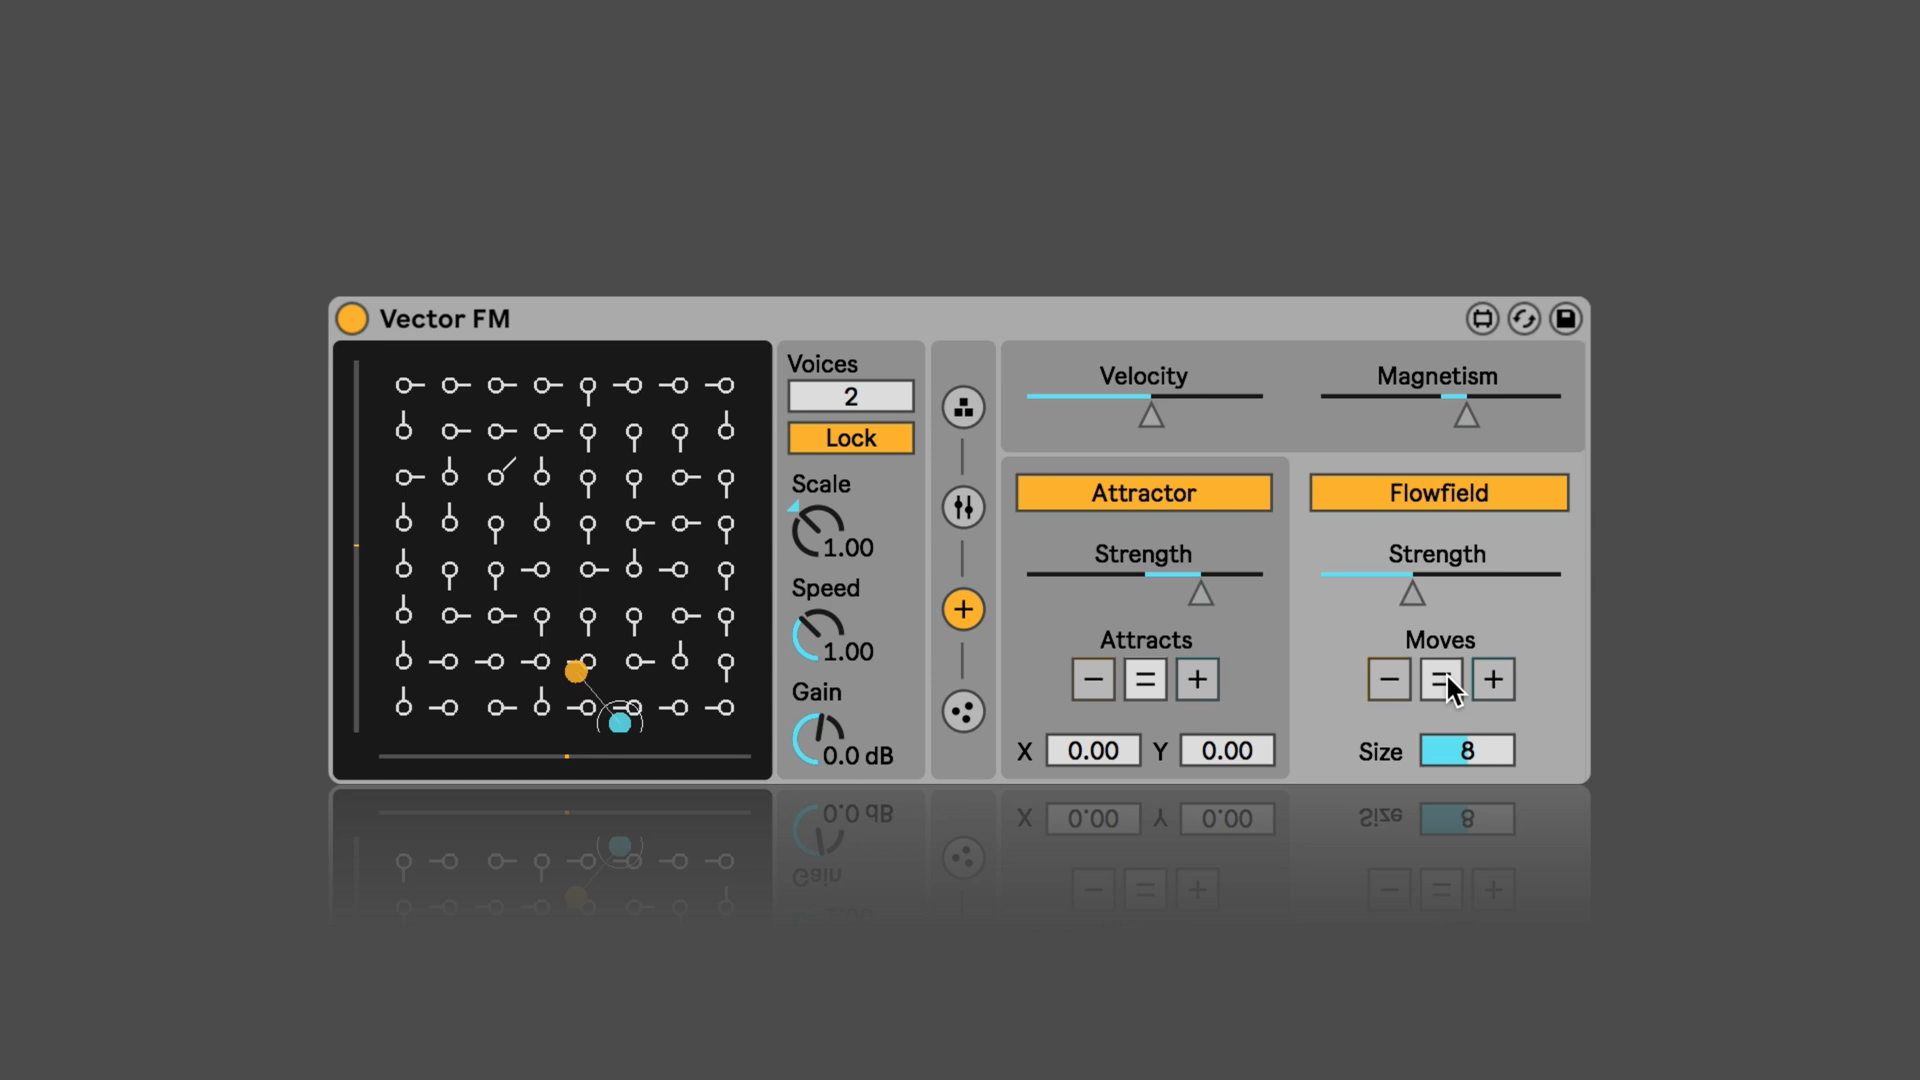 Vector FM
Voices
2
Lock
Scale
1.00
Speed
1.00
Gain
0.0 dB
Velocity
Magnetism
Attractor
Flowfield
Strength
Strength
Attracts
Moves
− = +
− = +
X 0.00 Y 0.00
Size 8